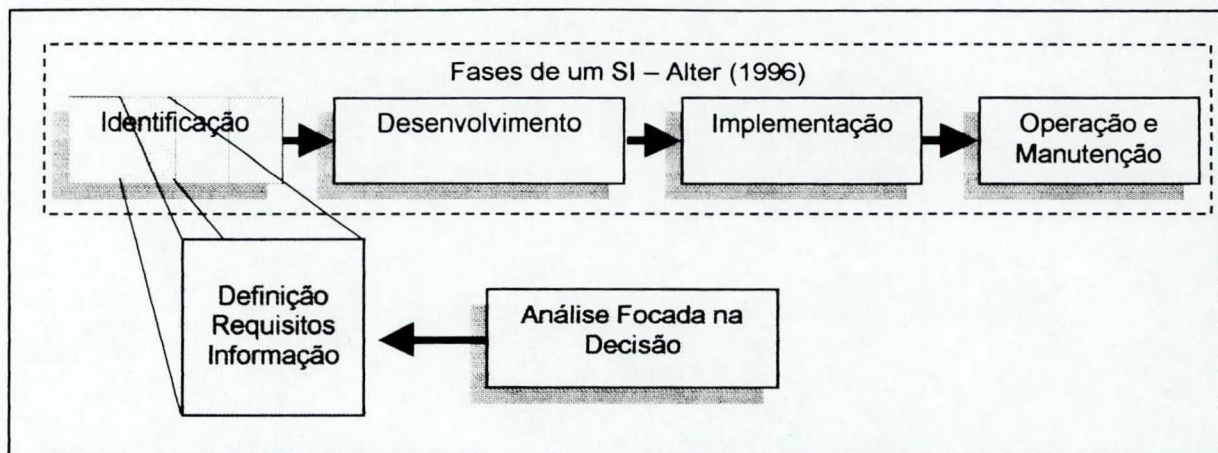 Fases de um SI – Alter (1996)
Identificação
Desenvolvimento
Implementação
Operação e
Manutenção
Definição
Requisitos
Informação
Análise Focada na
Decisão